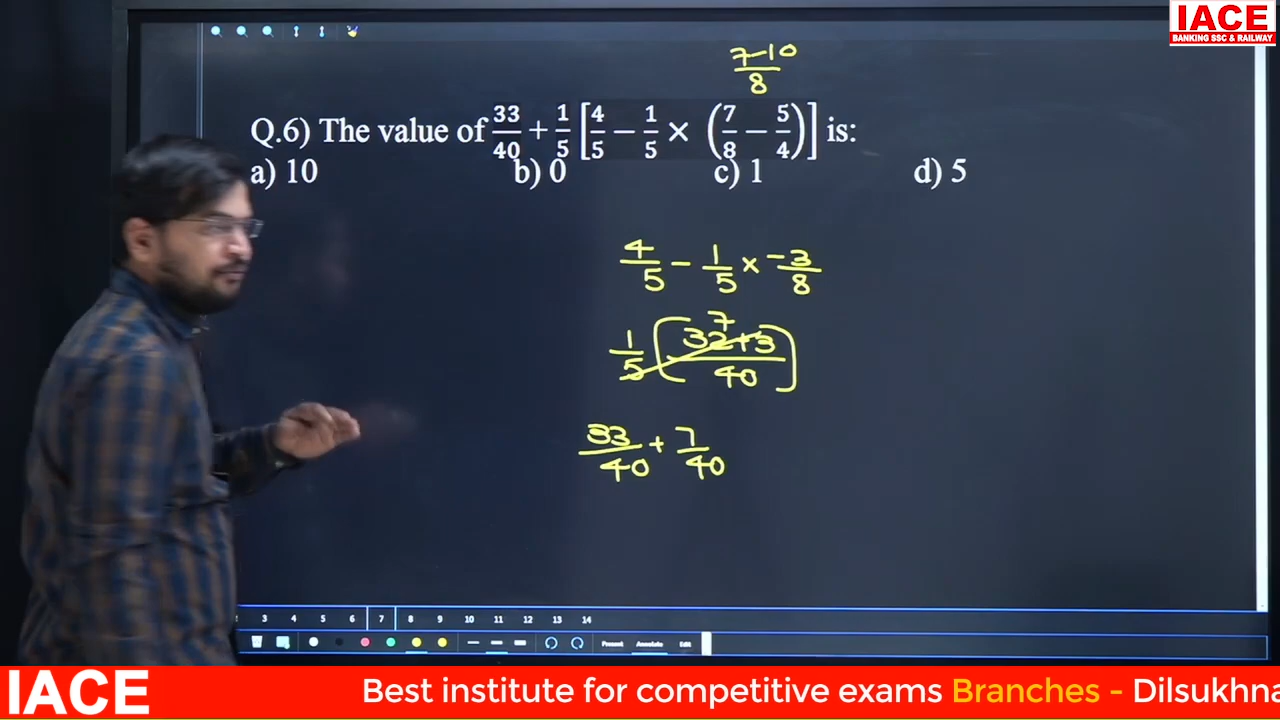 IACE
BANKING SSC & RAILWAY
7-10
8
Q.6) The value of 33/40 + 1/5 [4/5 − 1/5 × (7/8 − 5/4)] is:
a) 10 b) 0 c) 1 d) 5
4/5 − 1/5 × −3/8
7
1/5 [32+3/40]
33/40 + 7/40
3 4 5 6 7 8 9 10 11 12 13 14
Present Annotate Edit
IACE
Best institute for competitive exams Branches - Dilsukhna